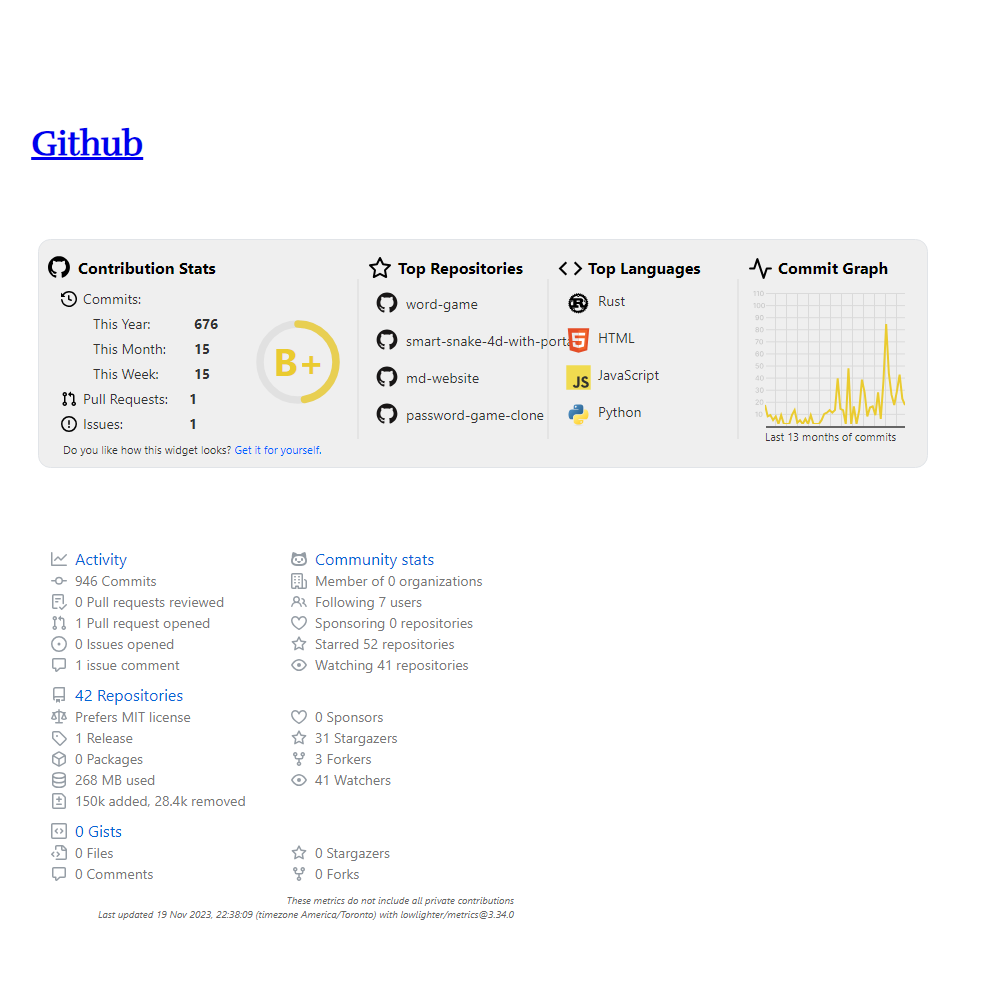 Github
Contribution Stats
Commits:
This Year: 676
This Month: 15
This Week: 15
Pull Requests: 1
Issues: 1
Do you like how this widget looks? Get it for yourself.
B+
Top Repositories
word-game
smart-snake-4d-with-porta
md-website
password-game-clone
Top Languages
Rust
HTML
JS JavaScript
Python
Commit Graph
110
100
90
80
70
60
50
40
30
20
10
Last 13 months of commits
Activity
946 Commits
0 Pull requests reviewed
1 Pull request opened
0 Issues opened
1 issue comment
Community stats
Member of 0 organizations
Following 7 users
Sponsoring 0 repositories
Starred 52 repositories
Watching 41 repositories
42 Repositories
Prefers MIT license
1 Release
0 Packages
268 MB used
150k added, 28.4k removed
0 Sponsors
31 Stargazers
3 Forkers
41 Watchers
0 Gists
0 Files
0 Comments
0 Stargazers
0 Forks
These metrics do not include all private contributions
Last updated 19 Nov 2023, 22:38:09 (timezone America/Toronto) with lowlighter/metrics@3.34.0